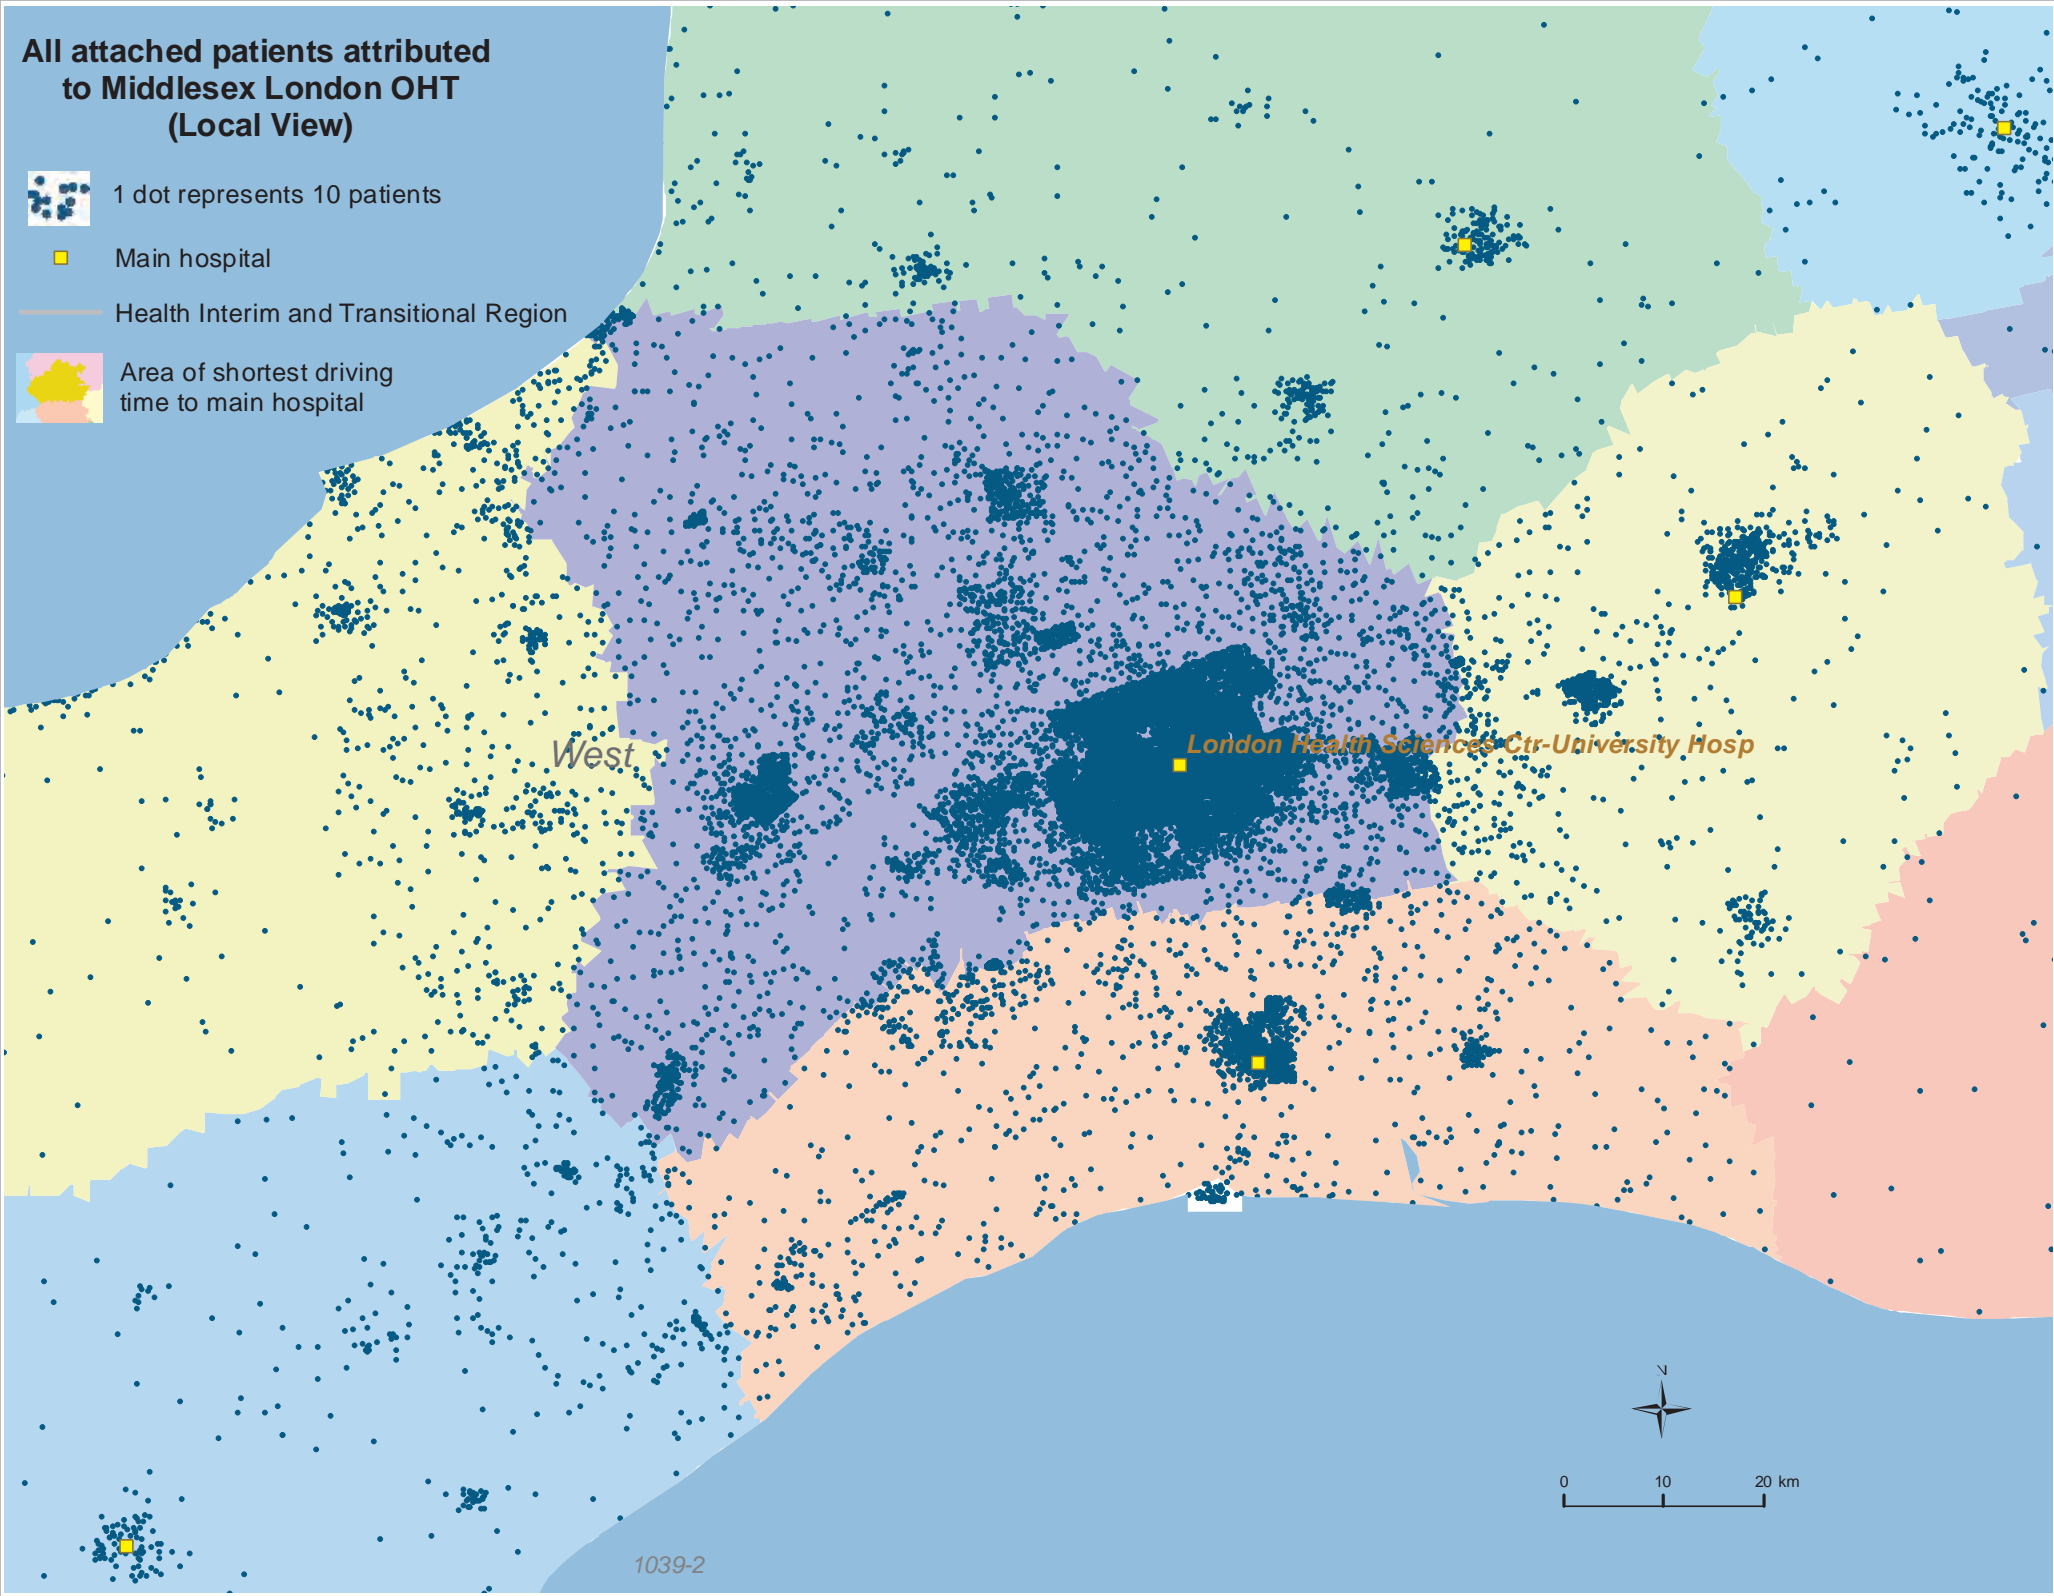 All attached patients attributed
to Middlesex London OHT
(Local View)
1 dot represents 10 patients
Main hospital
Health Interim and Transitional Region
Area of shortest driving
time to main hospital
West
London Health Sciences Ctr-University Hosp
N
0 10 20 km
1039-2